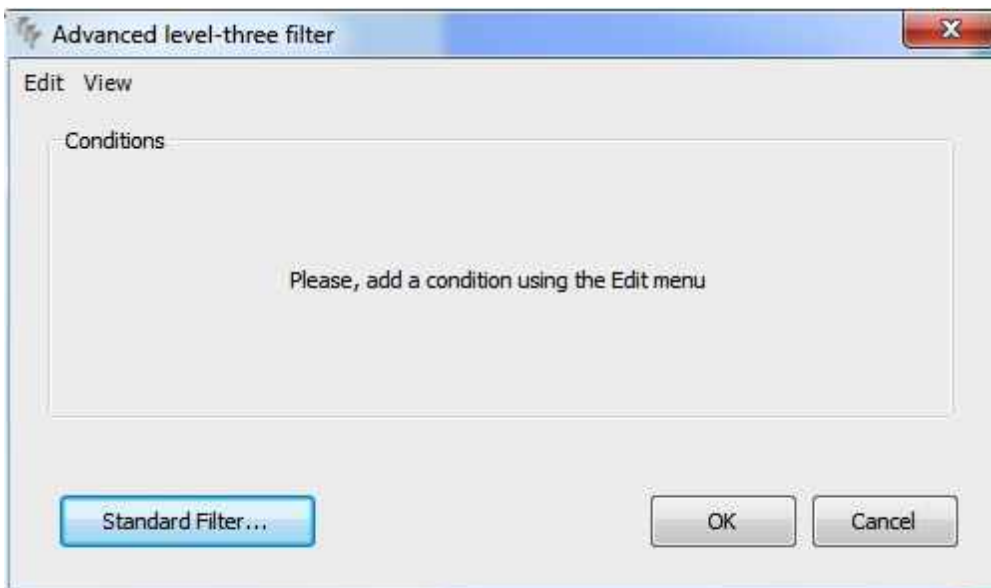 Advanced level-three filter
Edit View
Conditions
Please, add a condition using the Edit menu
Standard Filter... OK Cancel